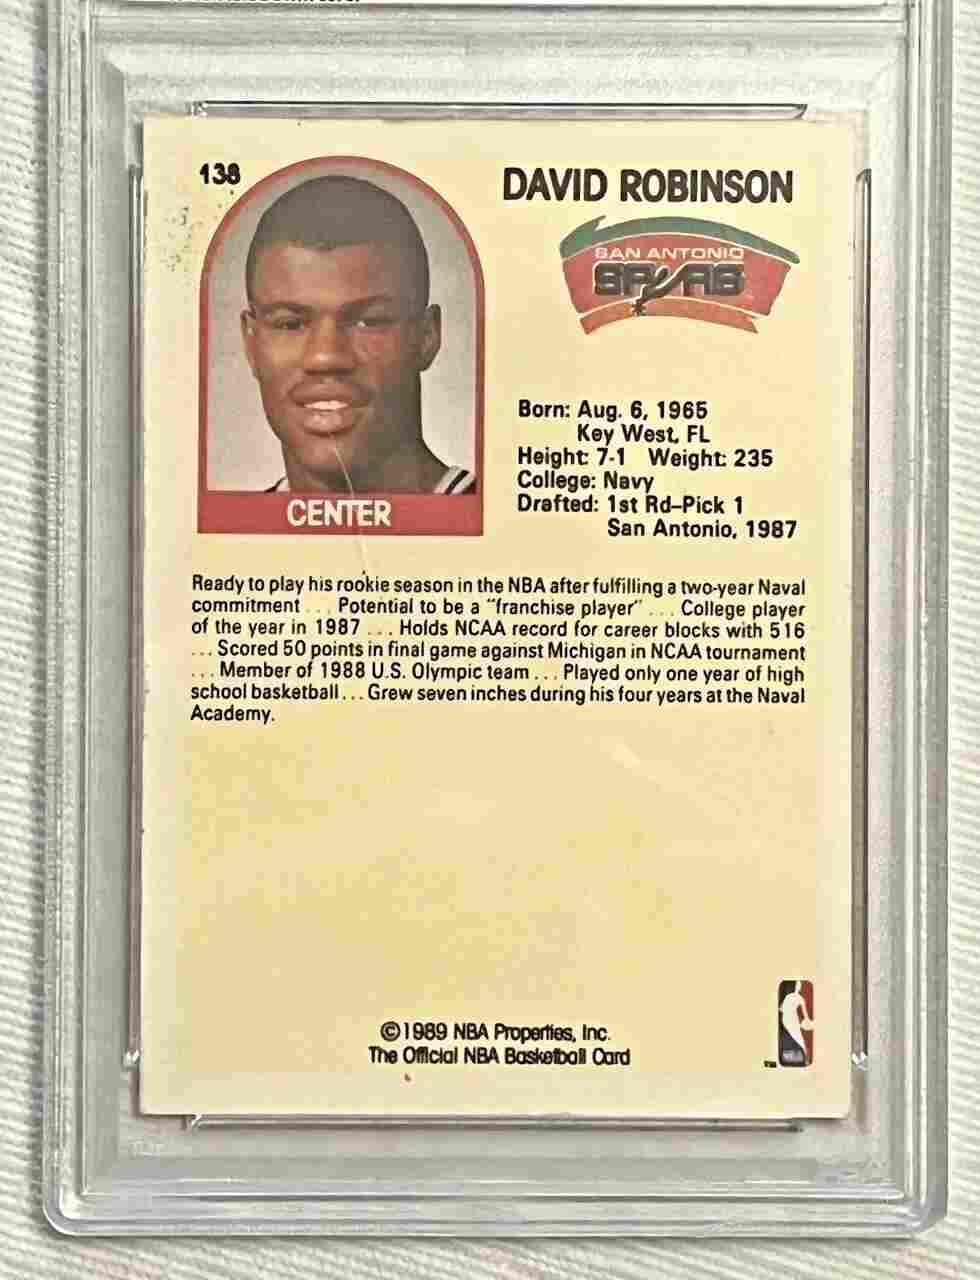 138
DAVID ROBINSON
SAN ANTONIO
SPURS
CENTER
Born: Aug. 6, 1965
Key West, FL
Height: 7-1 Weight: 235
College: Navy
Drafted: 1st Rd–Pick 1
San Antonio, 1987
Ready to play his rookie season in the NBA after fulfilling a two-year Naval
commitment . . . Potential to be a "franchise player" . . . College player
of the year in 1987 . . . Holds NCAA record for career blocks with 516
. . . Scored 50 points in final game against Michigan in NCAA tournament
. . . Member of 1988 U.S. Olympic team . . . Played only one year of high
school basketball . . . Grew seven inches during his four years at the Naval
Academy.
©1989 NBA Properties, Inc.
The Official NBA Basketball Card
NBA